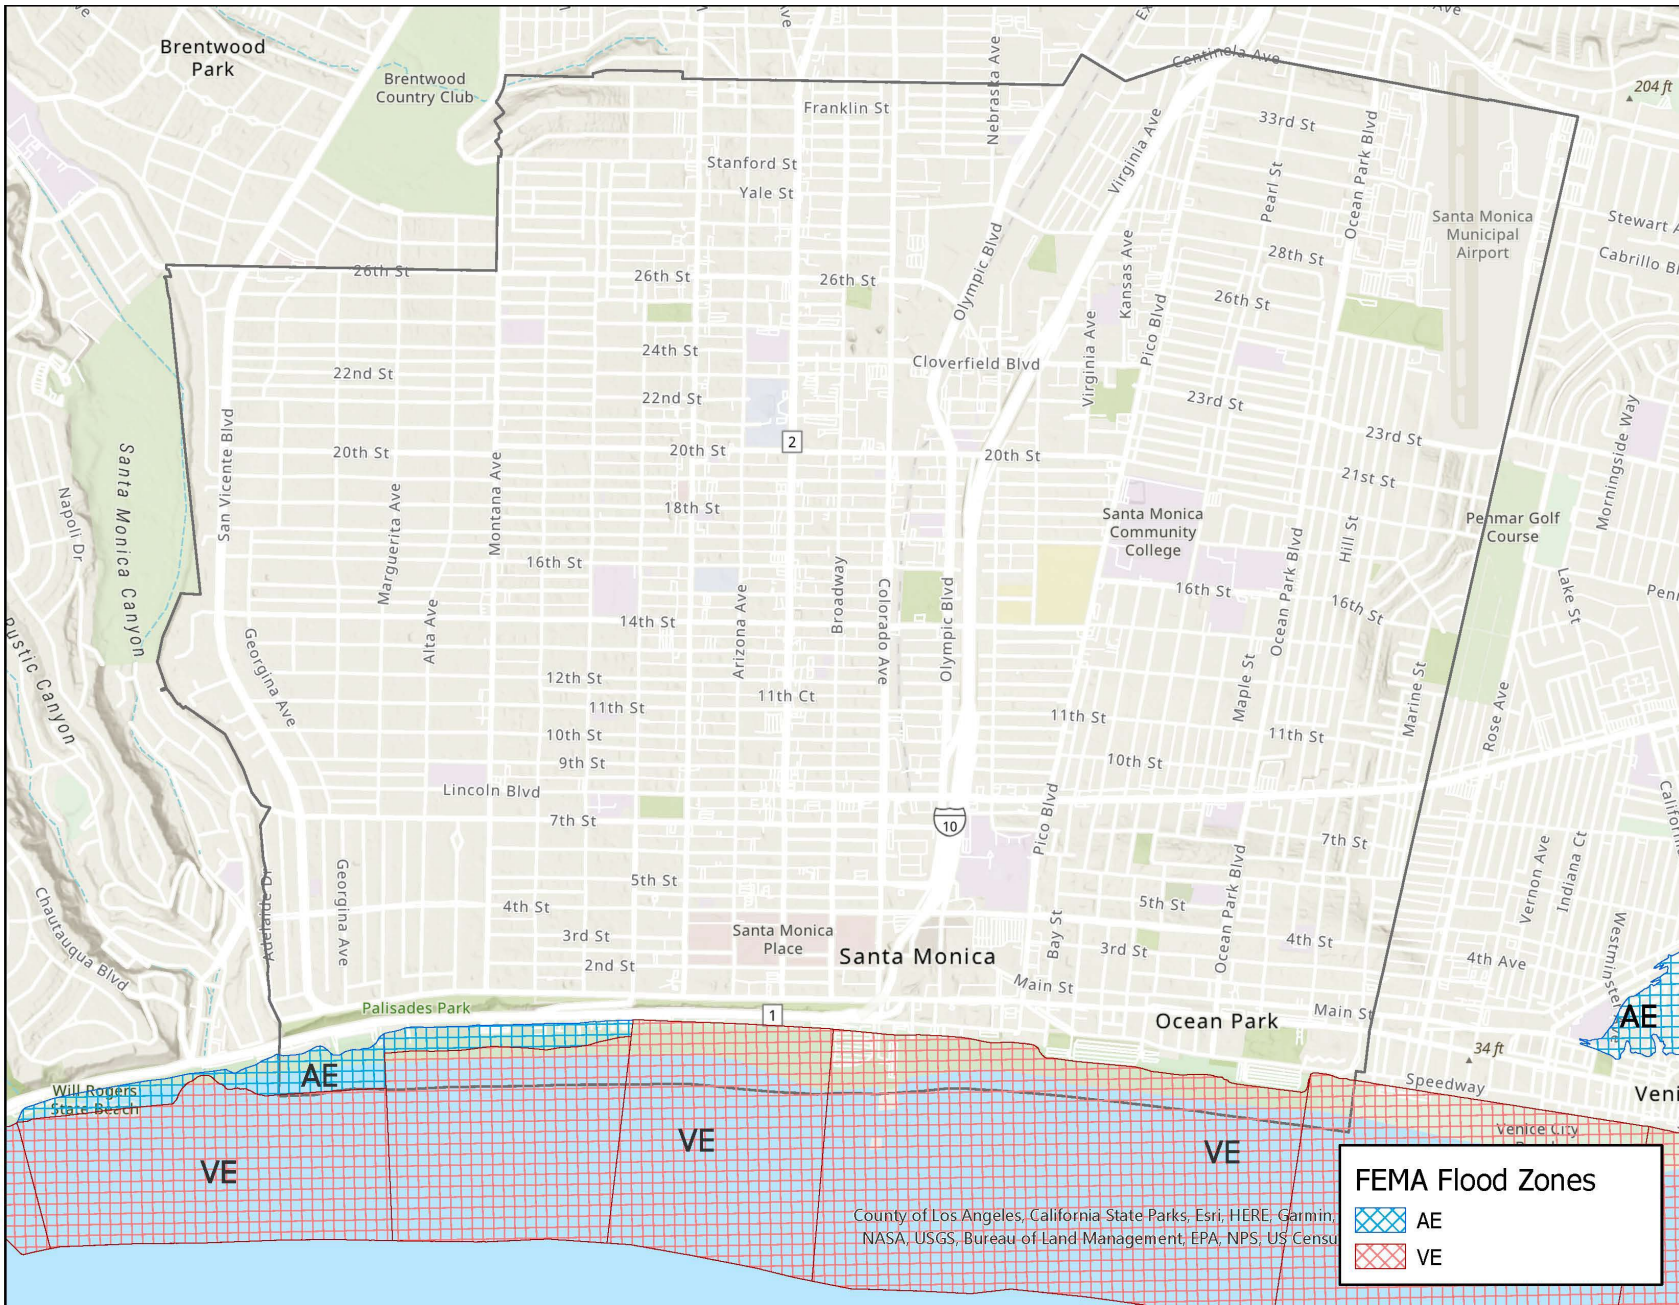 Brentwood
Park
Brentwood
Country Club
Centinela Ave
204 ft
Franklin St
Nebraska Ave
33rd St
Virginia Ave
Ocean Park Blvd
Stanford St
Yale St
Pearl St
Santa Monica
Municipal
Airport
Stewart A
Cabrillo B
Olympic Blvd
Kansas Ave
28th St
26th St
26th St
26th St
26th St
Pico Blvd
Virginia Ave
24th St
Cloverfield Blvd
22nd St
22nd St
23rd St
23rd St
San Vicente Blvd
Santa Monica Canyon
Napoli Dr
Montana Ave
Marguerita Ave
2
20th St
20th St
20th St
21st St
Morningside Way
18th St
Santa Monica
Community
College
Penmar Golf
Course
Hill St
Ocean Park Blvd
16th St
16th St
16th St
Lake St
Penn
Rustic Canyon
Georgina Ave
Alta Ave
14th St
Arizona Ave
Broadway
Colorado Ave
Olympic Blvd
Maple St
Marine St
Rose Ave
12th St
11th Ct
11th St
11th St
11th St
10th St
10th St
9th St
Lincoln Blvd
7th St
10
Pico Blvd
7th St
Californi
Vernon Ave
Indiana Ct
Adelaide Dr
Georgina Ave
5th St
5th St
Ocean Park Blvd
4th St
4th St
Chautauqua Blvd
3rd St
Santa Monica
Place
Bay St
3rd St
Westminster Ave
2nd St
Santa Monica
4th Ave
Main St
Main St
Palisades Park
1
Ocean Park
AE
34 ft
AE
Will Rogers
State Beach
Speedway
Veni
Venice City
VE
VE
VE
FEMA Flood Zones
AE
VE
County of Los Angeles, California State Parks, Esri, HERE, Garmin,
NASA, USGS, Bureau of Land Management, EPA, NPS, US Censu